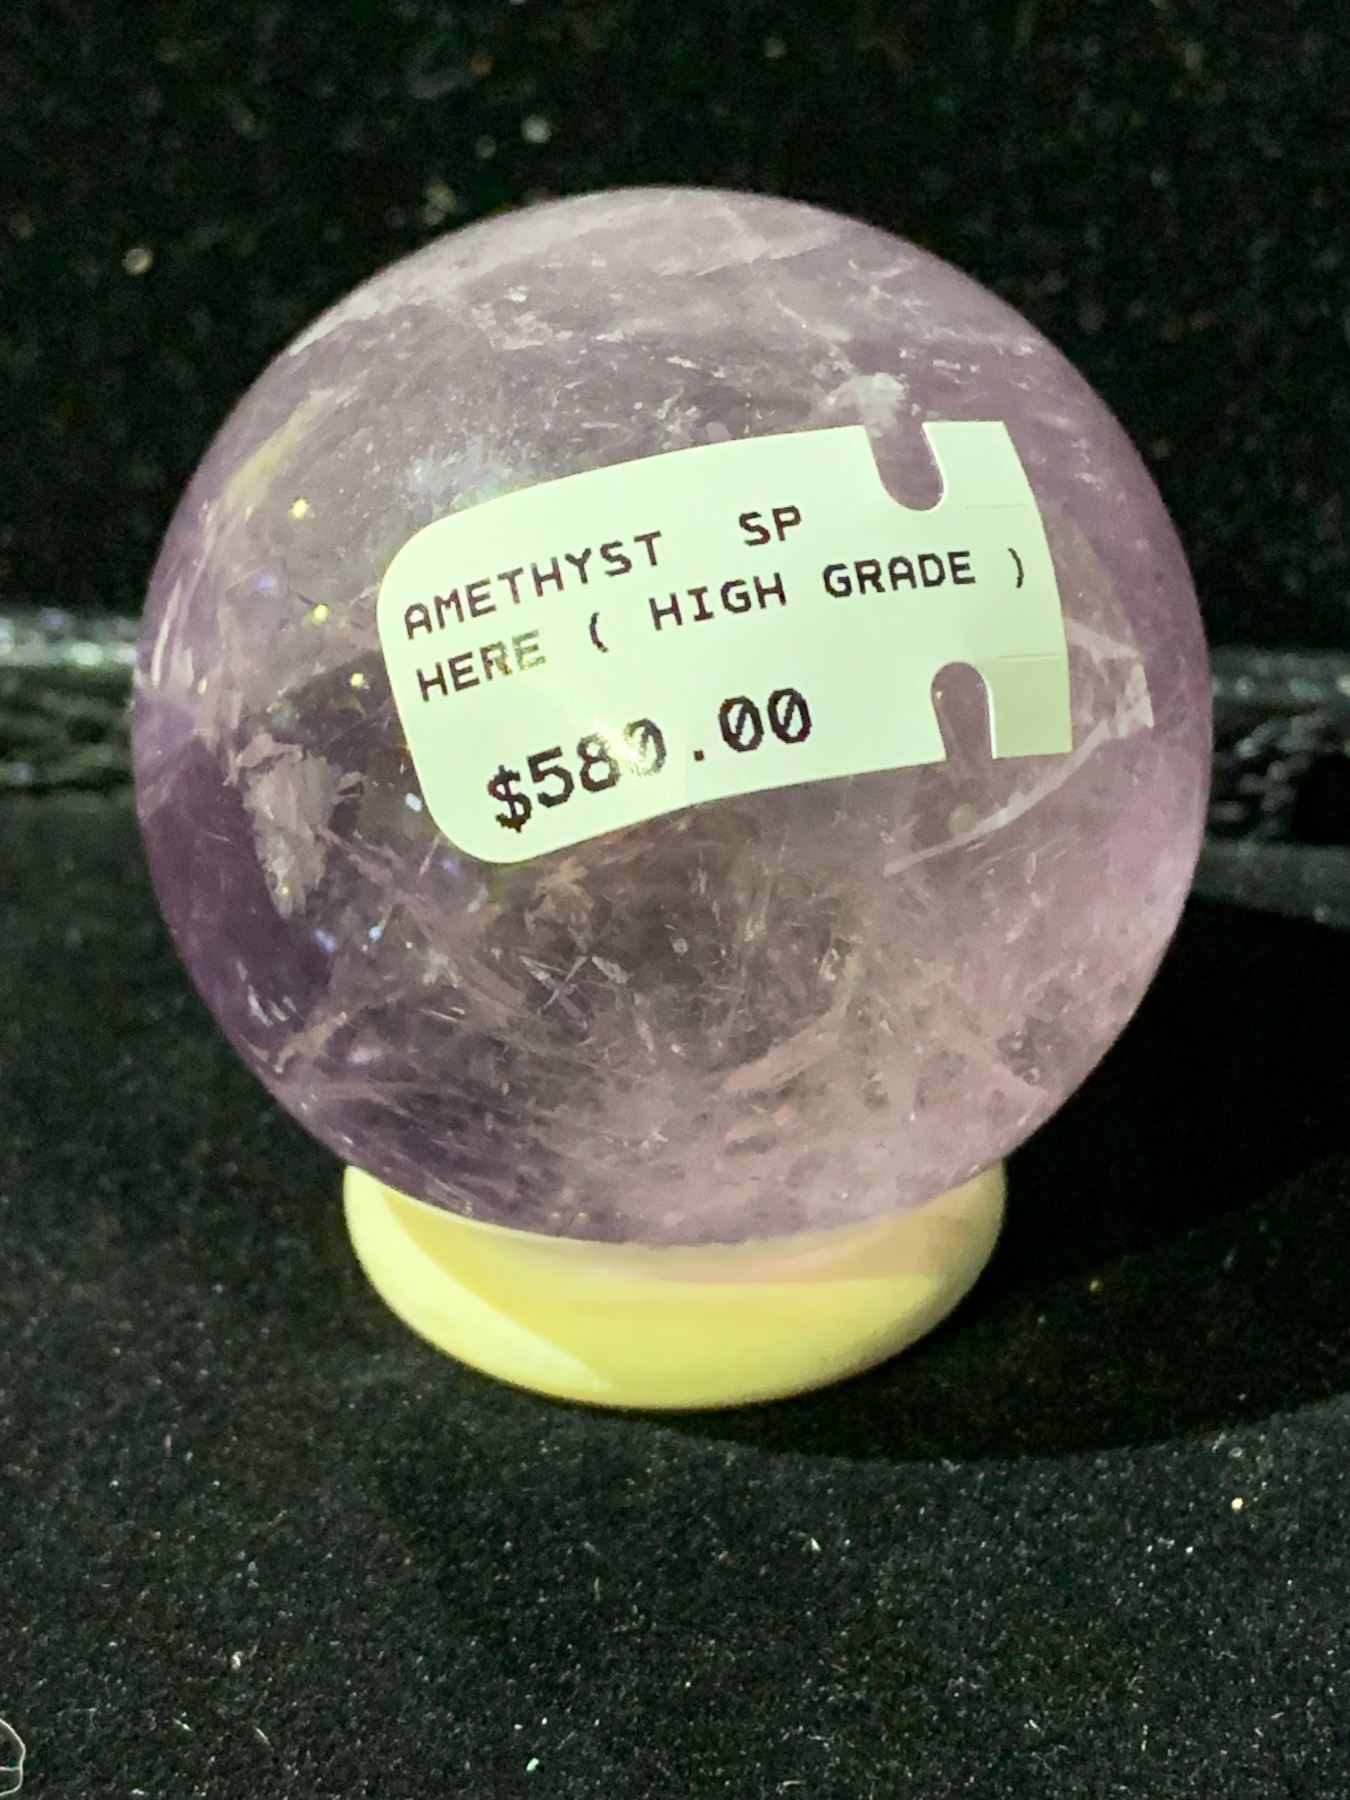 AMETHYST SP
HERE ( HIGH GRADE )
$580.00